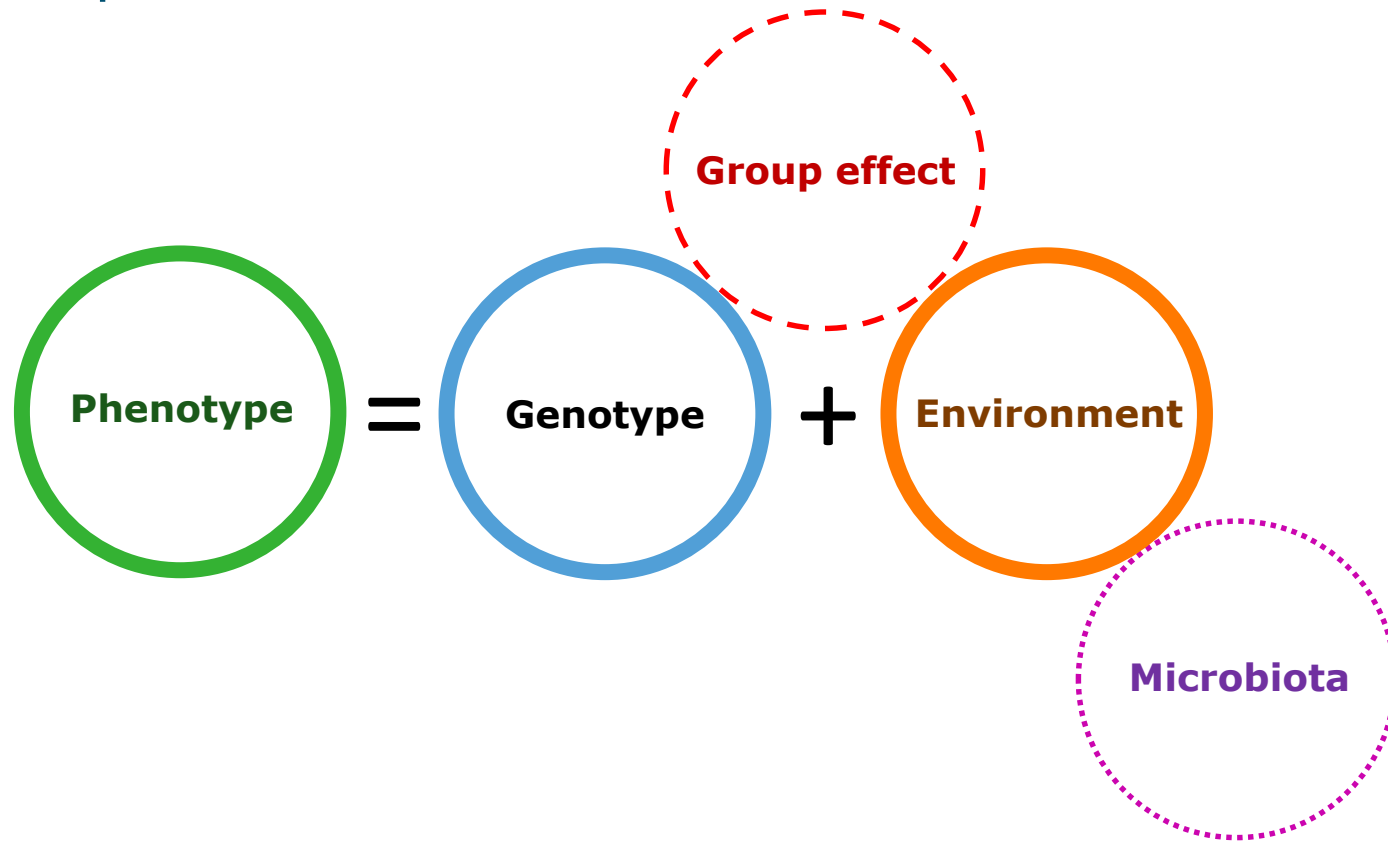 Group effect
Phenotype = Genotype + Environment
Microbiota